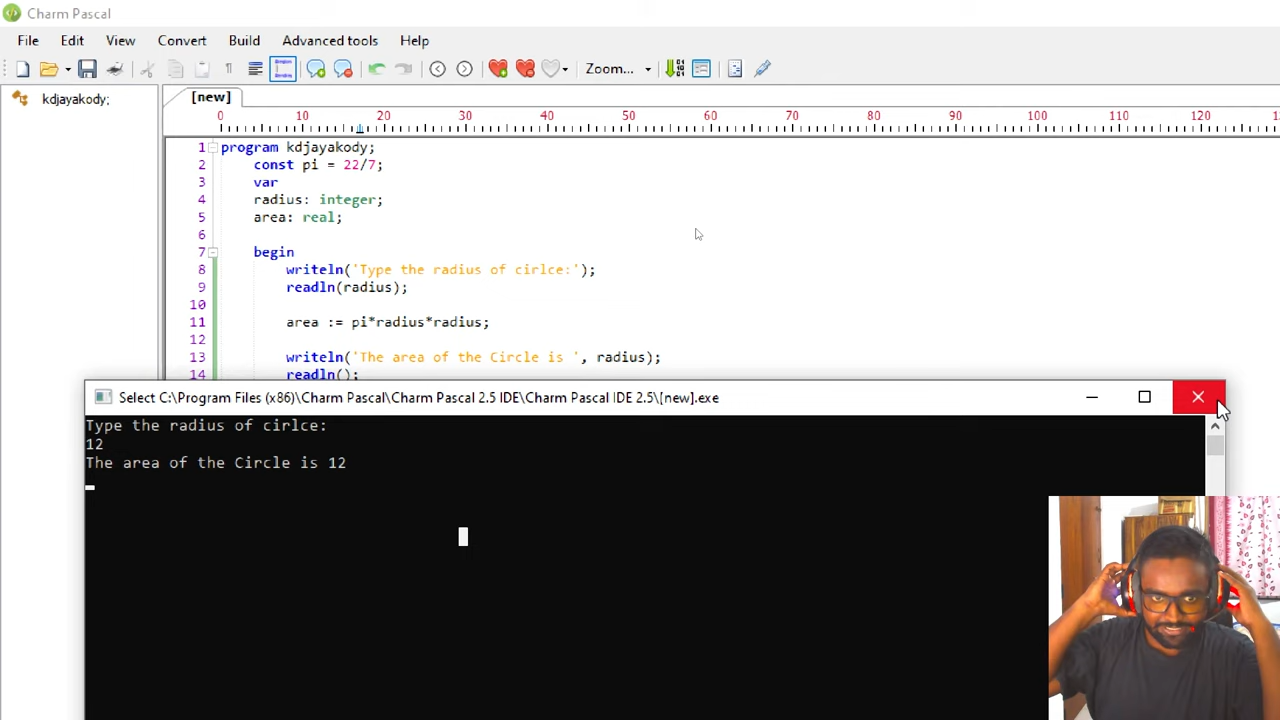 Charm Pascal
File Edit View Convert Build Advanced tools Help
Zoom...
kdjayakody;
[new]
0 10 20 30 40 50 60 70 80 90 100 110 120
1 program kdjayakody;
2 const pi = 22/7;
3 var
4 radius: integer;
5 area: real;
6
7 begin
8 writeln('Type the radius of cirlce:');
9 readln(radius);
10
11 area := pi*radius*radius;
12
13 writeln('The area of the Circle is ', radius);
14 readln();
Select C:\Program Files (x86)\Charm Pascal\Charm Pascal 2.5 IDE\Charm Pascal IDE 2.5\[new].exe
Type the radius of cirlce:
12
The area of the Circle is 12